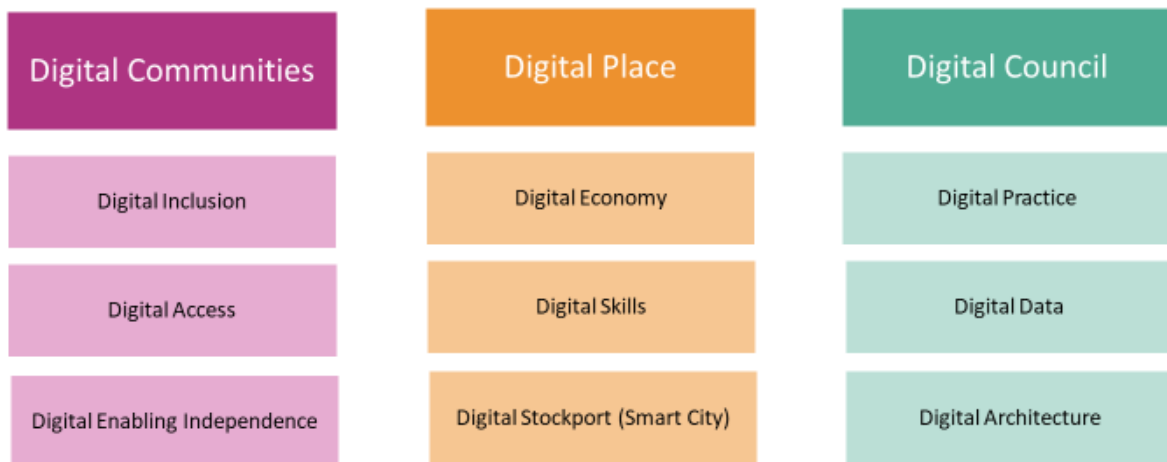 Digital Communities
Digital Place
Digital Council
Digital Inclusion
Digital Economy
Digital Practice
Digital Access
Digital Skills
Digital Data
Digital Enabling Independence
Digital Stockport (Smart City)
Digital Architecture